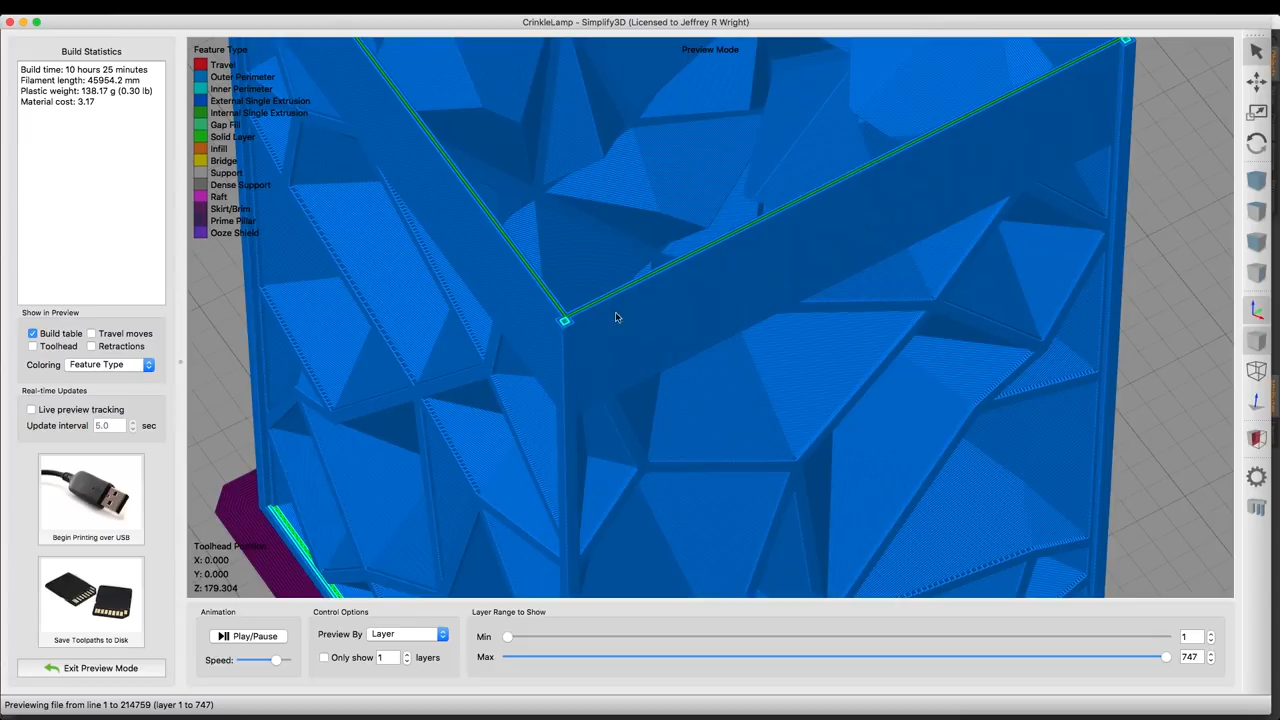 CrinkleLamp - Simplify3D (Licensed to Jeffrey R Wright)
Build Statistics
Build time: 10 hours 25 minutes
Filament length: 45954.2 mm
Plastic weight: 138.17 g (0.30 lb)
Material cost: 3.17
Show in Preview
Build table
Travel moves
Toolhead
Retractions
Coloring
Feature Type
Real-time Updates
Live preview tracking
Update interval
5.0
sec
Begin Printing over USB
Save Toolpaths to Disk
Exit Preview Mode
Feature Type
Travel
Outer Perimeter
Inner Perimeter
External Single Extrusion
Internal Single Extrusion
Gap Fill
Solid Layer
Infill
Bridge
Support
Dense Support
Raft
Skirt/Brim
Prime Pillar
Ooze Shield
Preview Mode
Toolhead Position
X: 0.000
Y: 0.000
Z: 179.304
Animation
Play/Pause
Speed:
Control Options
Preview By
Layer
Only show
1
layers
Layer Range to Show
Min
1
Max
747
Previewing file from line 1 to 214759 (layer 1 to 747)